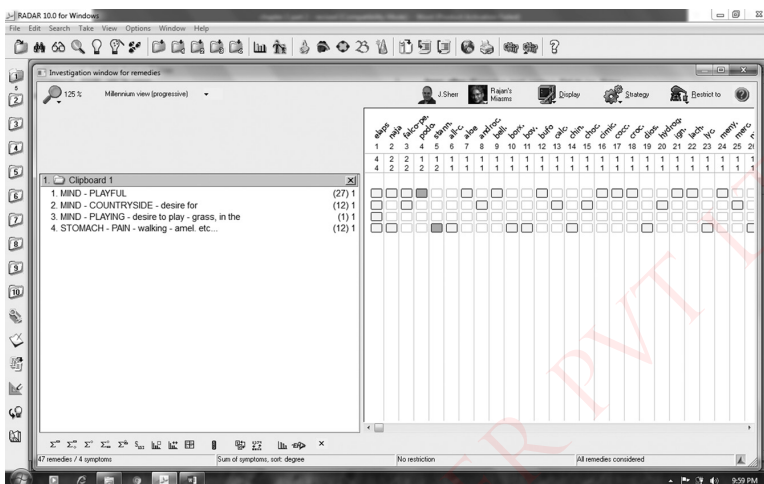 RADAR 10.0 for Windows
File Edit Search Take View Options Window Help
Investigation window for remedies
125 % Millennium view (progressive) J.Sherr Rajan's Miasms Display Strategy Restrict to
elaps naja falco-pe. podo. stann. all-c. aloe androc. bell. borx. bov. bufo calc. chin. choc. cimic. cocc. croc. dios. hydrog. ign. lach. lyc. meny. merc.
1 2 3 4 5 6 7 8 9 10 11 12 13 14 15 16 17 18 19 20 21 22 23 24 25 26
4 2 2 1 1 1 1 1 1 1 1 1 1 1 1 1 1 1 1 1 1 1 1 1 1 1
4 2 2 2 2 1 1 1 1 1 1 1 1 1 1 1 1 1 1 1 1 1 1 1 1 1
1. Clipboard 1
1. MIND - PLAYFUL (27) 1
2. MIND - COUNTRYSIDE - desire for (12) 1
3. MIND - PLAYING - desire to play - grass, in the (1) 1
4. STOMACH - PAIN - walking - amel. etc... (12) 1
47 remedies / 4 symptoms Sum of symptoms, sort: degree No restriction All remedies considered
9:59 PM